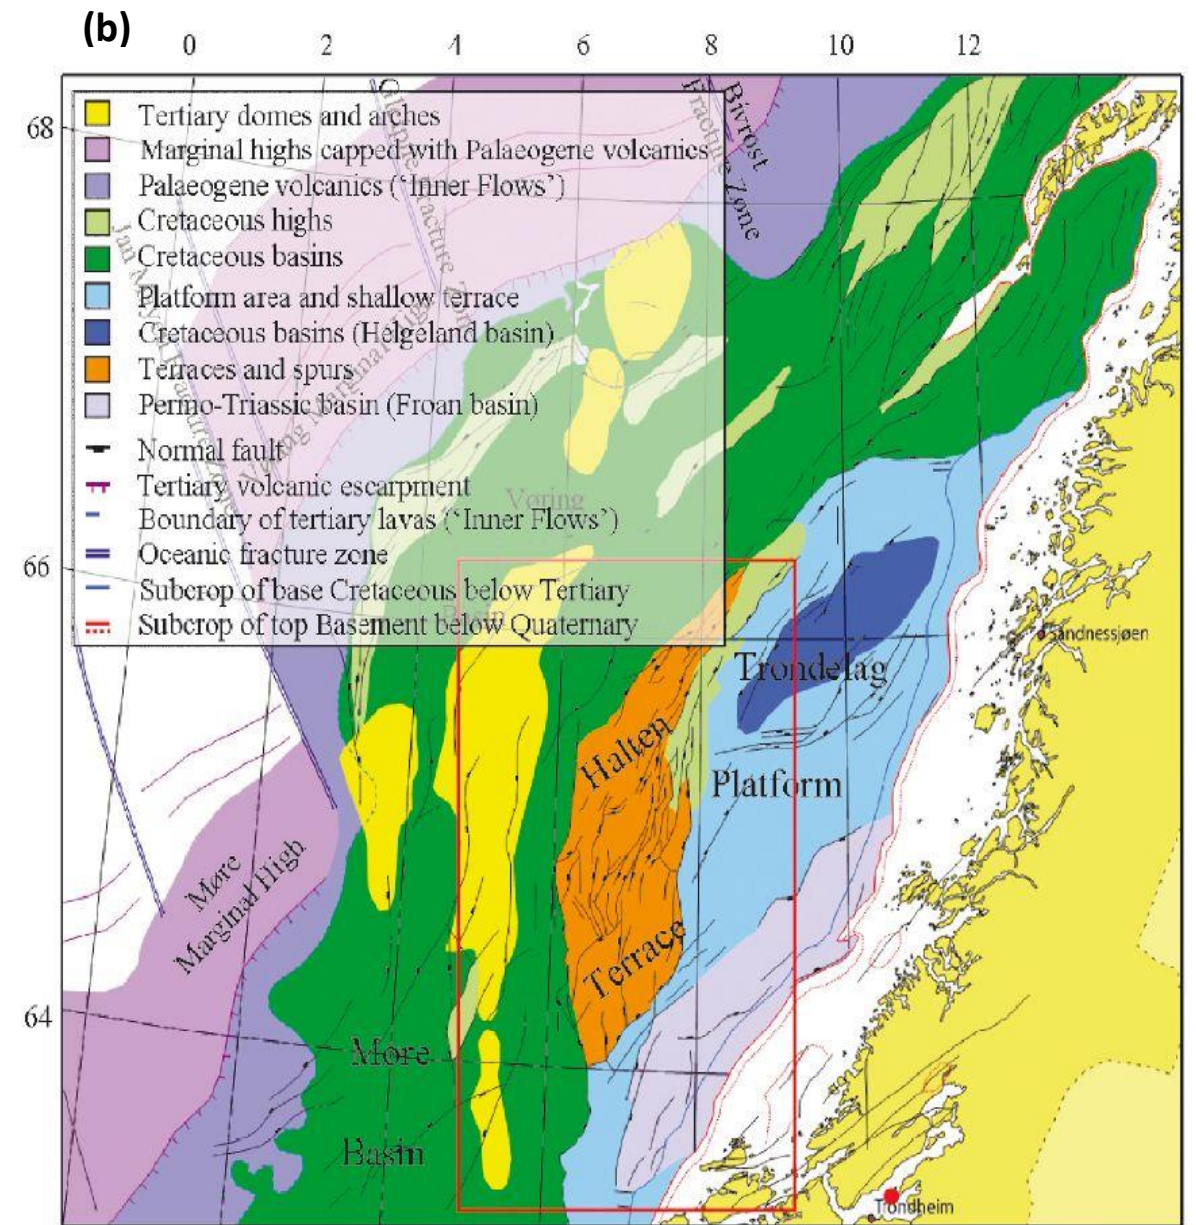 (b)
0 2 4 6 8 10 12
68
66
64
Tertiary domes and arches
Marginal highs capped with Palaeogene volcanics
Palaeogene volcanics ('Inner Flows')
Cretaceous highs
Cretaceous basins
Platform area and shallow terrace
Cretaceous basins (Helgeland basin)
Terraces and spurs
Permo-Triassic basin (Froan basin)
Normal fault
Tertiary volcanic escarpment
Boundary of tertiary lavas ('Inner Flows')
Oceanic fracture zone
Subcrop of base Cretaceous below Tertiary
Subcrop of top Basement below Quaternary
Bivrost
Fracture Zone
Marginal High
Vøring
Basin
Sandnessjøen
Trondelag
Platform
Halten
Terrace
Møre
Marginal High
More
Basin
Trondheim